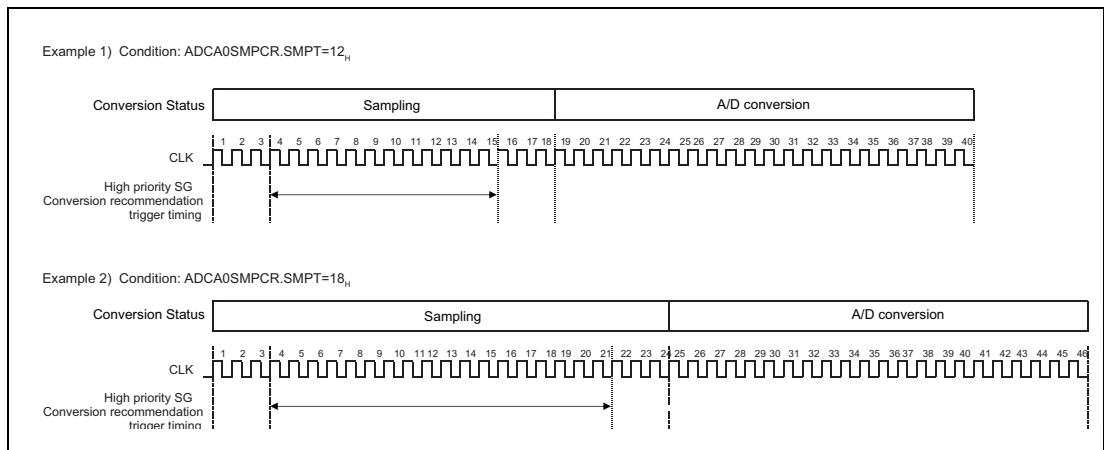 Example 1) Condition: ADCA0SMPCR.SMPT=12H
Conversion Status
Sampling
A/D conversion
1 2 3 4 5 6 7 8 9 10 11 12 13 14 15 16 17 18 19 20 21 22 23 24 25 26 27 28 29 30 31 32 33 34 35 36 37 38 39 40
CLK
High priority SG
Conversion recommendation
trigger timing
Example 2) Condition: ADCA0SMPCR.SMPT=18H
Conversion Status
Sampling
A/D conversion
1 2 3 4 5 6 7 8 9 10 11 12 13 14 15 16 17 18 19 20 21 22 23 24 25 26 27 28 29 30 31 32 33 34 35 36 37 38 39 40 41 42 43 44 45 46
CLK
High priority SG
Conversion recommendation
trigger timing